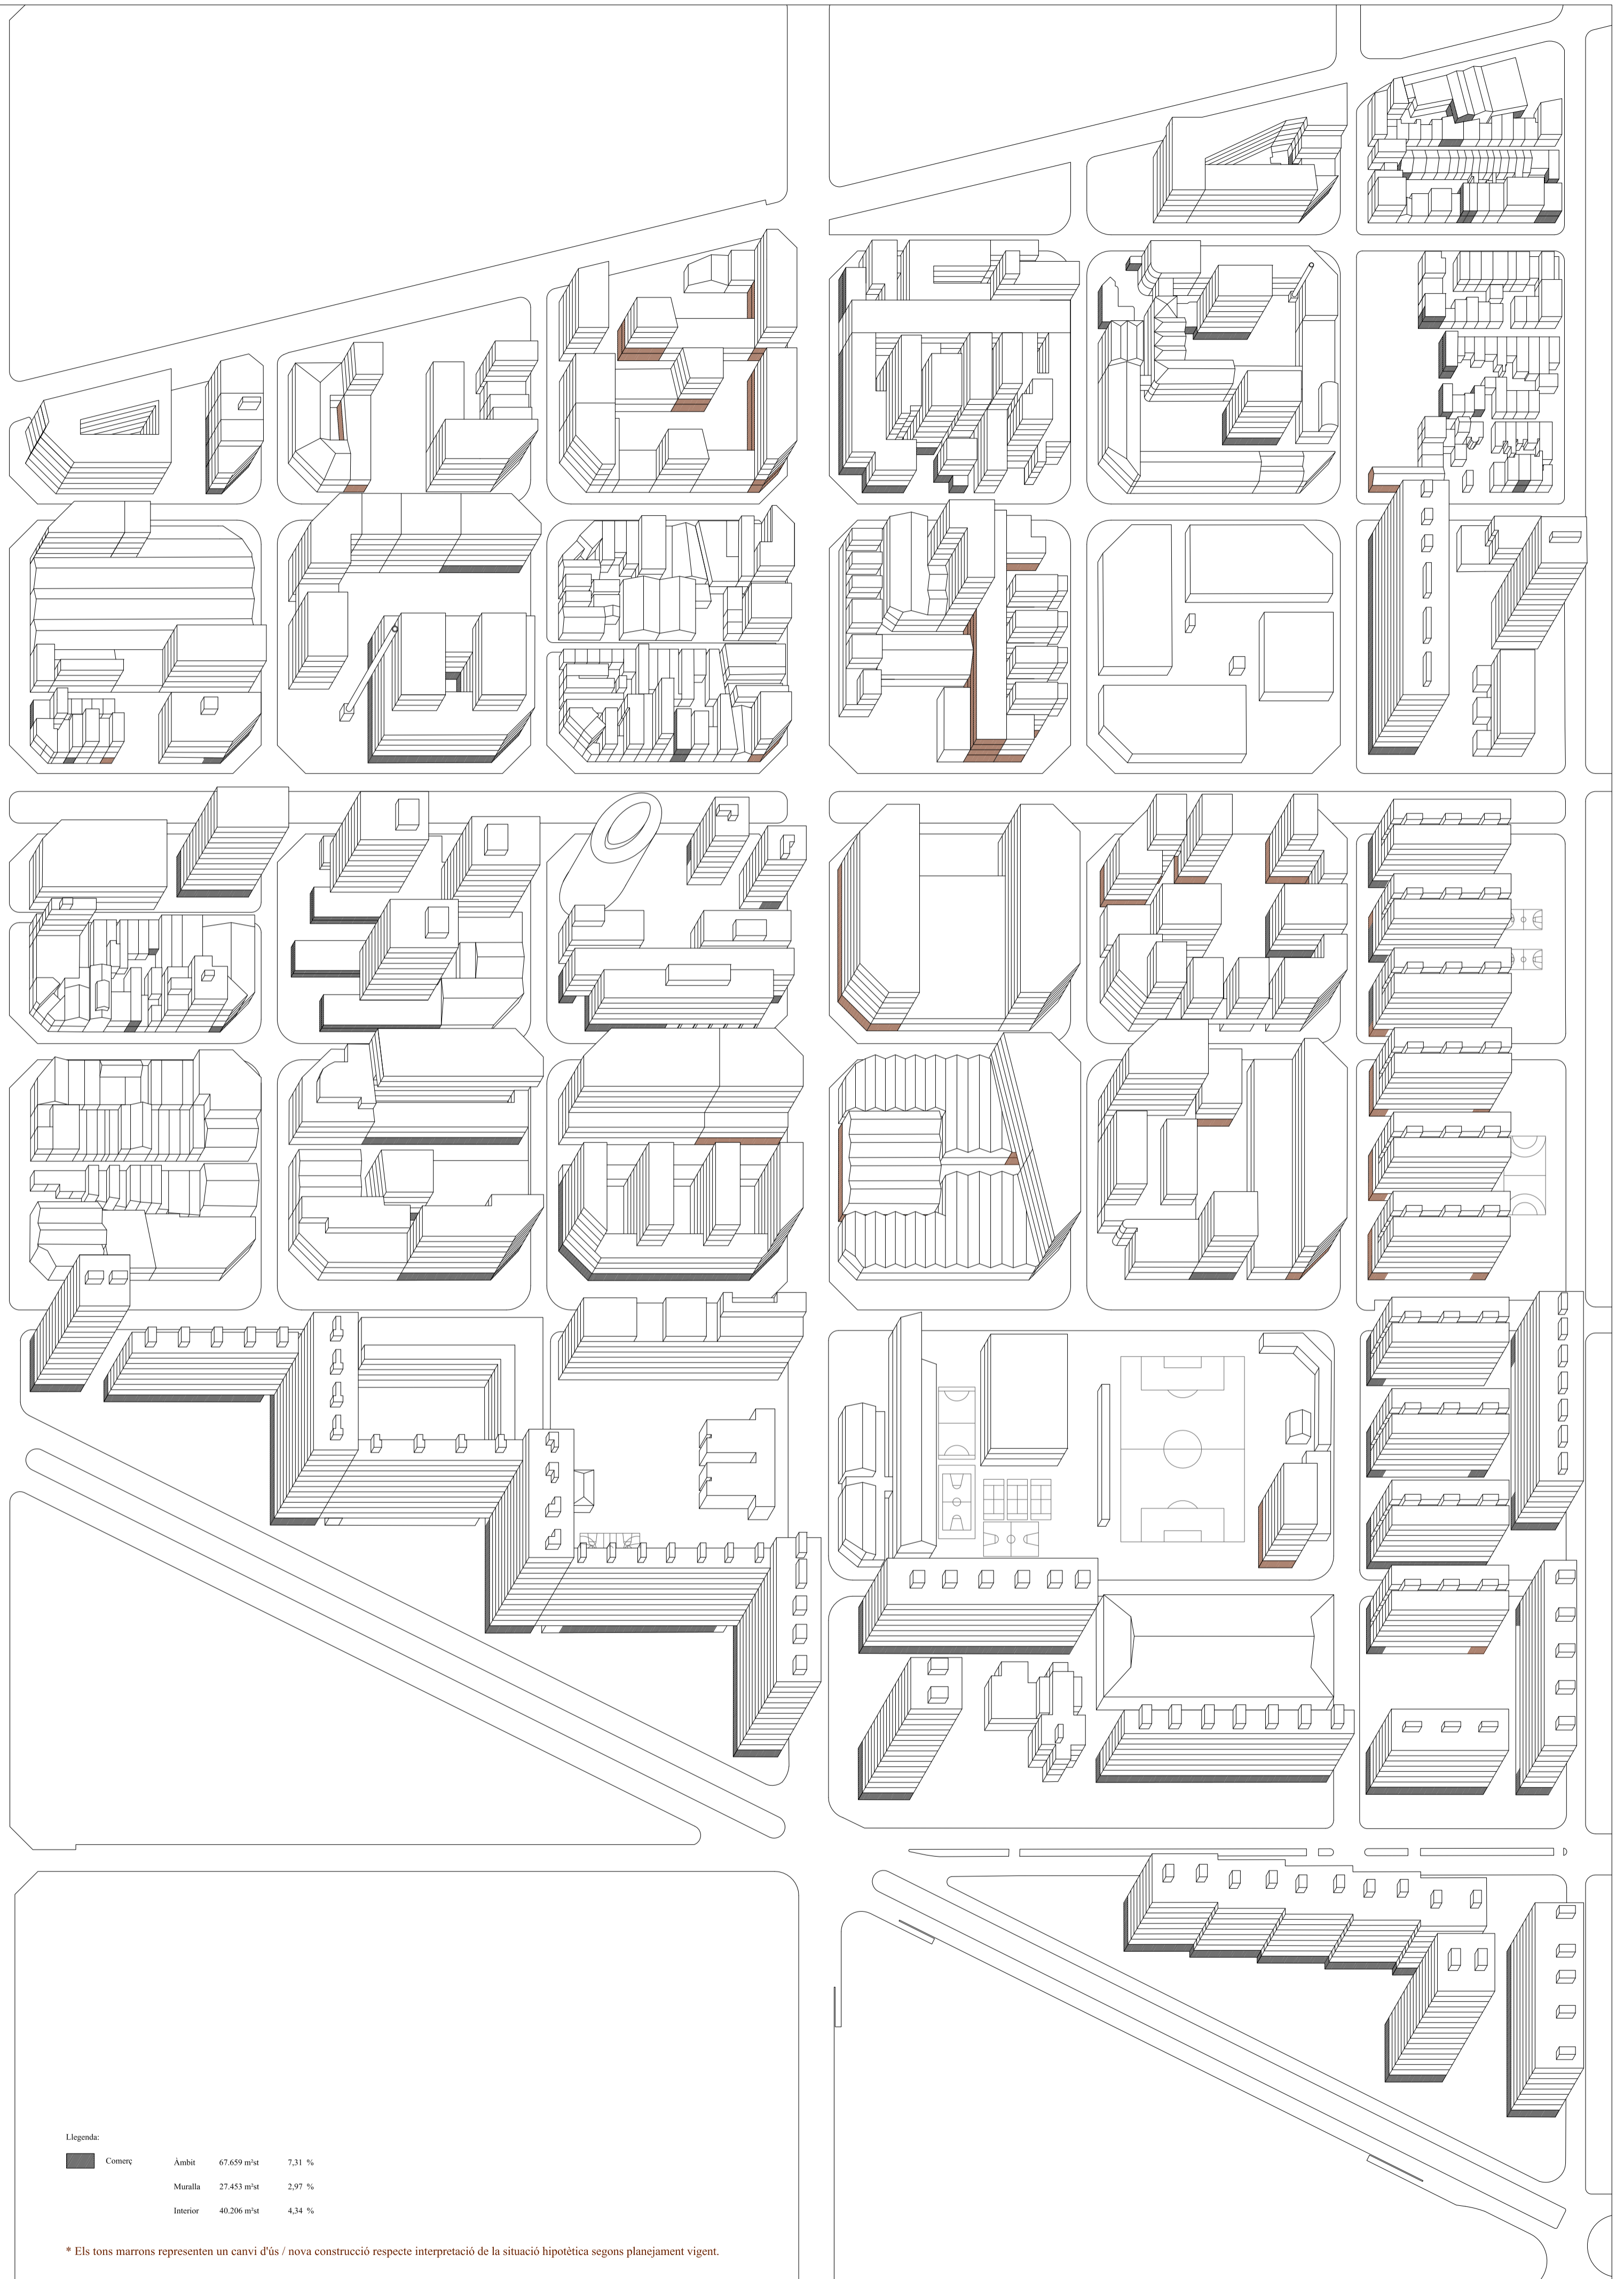 Llegenda:
Comerç Àmbit 67.659 m²st 7,31 %
Muralla 27.453 m²st 2,97 %
Interior 40.206 m²st 4,34 %
* Els tons marrons representen un canvi d'ús / nova construcció respecte interpretació de la situació hipotètica segons planejament vigent.